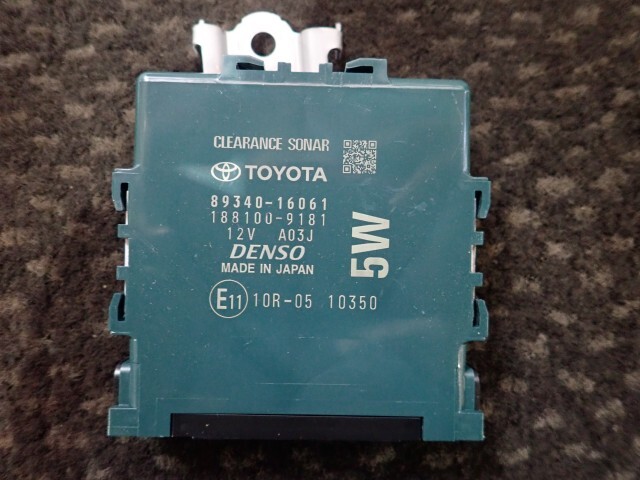 CLEARANCE SONAR
TOYOTA
89340-16061
188100-9181
12V A03J
DENSO
MADE IN JAPAN
5W
E11 10R-05 10350